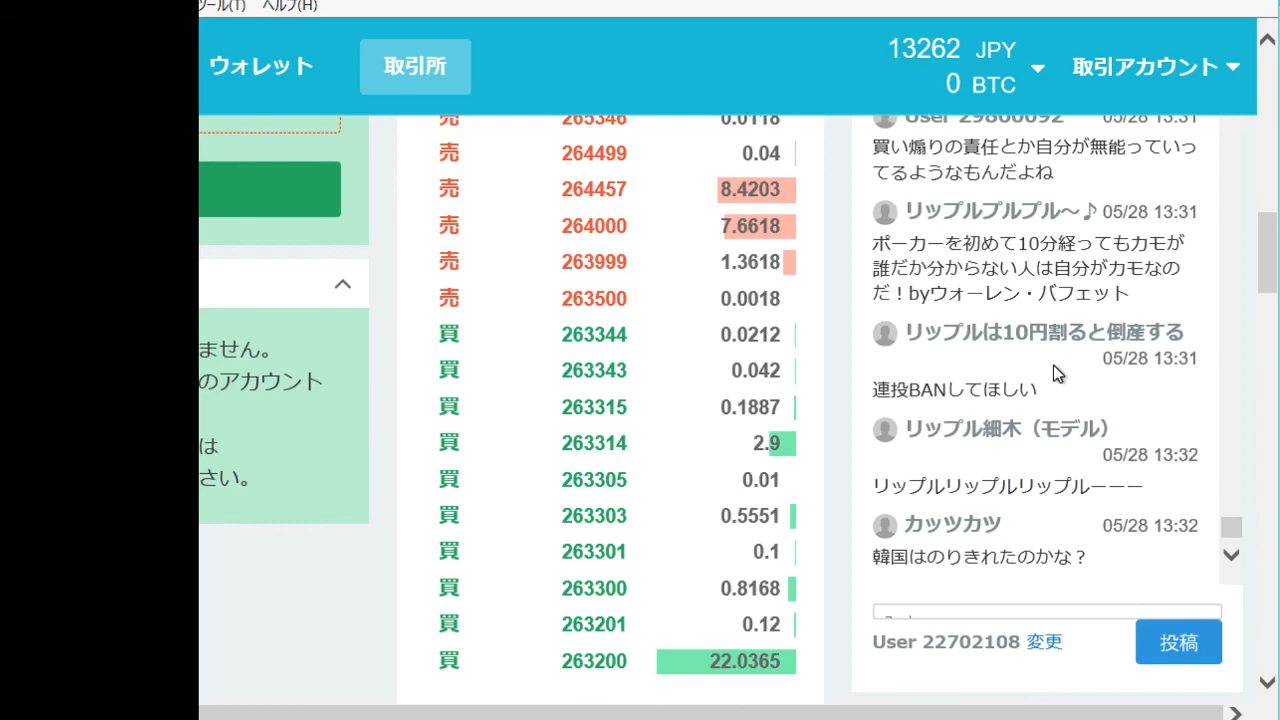 ツール(T) ヘルプ(H)
ウォレット 取引所 13262 JPY 0 BTC 取引アカウント
売 265346 0.0118
売 264499 0.04
売 264457 8.4203
売 264000 7.6618
売 263999 1.3618
売 263500 0.0018
買 263344 0.0212
買 263343 0.042
買 263315 0.1887
買 263314 2.9
買 263305 0.01
買 263303 0.5551
買 263301 0.1
買 263300 0.8168
買 263201 0.12
買 263200 22.0365
ません。
のアカウント
は
さい。
User 29800092 05/28 13:31
買い煽りの責任とか自分が無能っていっ
てるようなもんだよね
リップルプルプル～♪ 05/28 13:31
ポーカーを初めて10分経ってもカモが
誰だか分からない人は自分がカモなの
だ！byウォーレン・バフェット
リップルは10円割ると倒産する
05/28 13:31
連投BANしてほしい
リップル細木（モデル）
05/28 13:32
リップルリップルリップルーーー
カッツカツ 05/28 13:32
韓国はのりきれたのかな？
User 22702108 変更 投稿